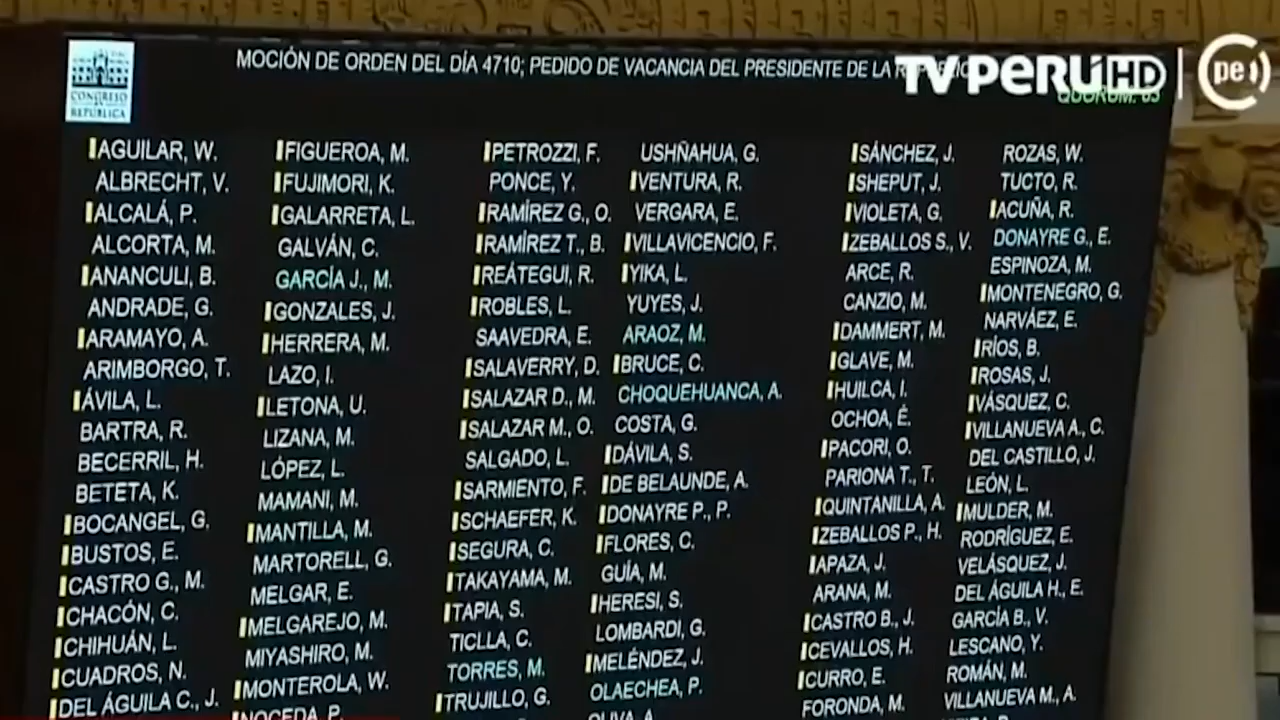 MOCIÓN DE ORDEN DEL DÍA 4710; PEDIDO DE VACANCIA DEL PRESIDENTE DE LA
TVPERÚ HD
pe
QUORUM:
CONGRESO
REPÚBLICA
AGUILAR, W.
ALBRECHT, V.
ALCALÁ, P.
ALCORTA, M.
ANANCULI, B.
ANDRADE, G.
ARAMAYO, A.
ARIMBORGO, T.
ÁVILA, L.
BARTRA, R.
BECERRIL, H.
BETETA, K.
BOCANGEL, G.
BUSTOS, E.
CASTRO G., M.
CHACÓN, C.
CHIHUÁN, L.
CUADROS, N.
DEL ÁGUILA C., J.
FIGUEROA, M.
FUJIMORI, K.
GALARRETA, L.
GALVÁN, C.
GARCÍA J., M.
GONZALES, J.
HERRERA, M.
LAZO, I.
LETONA, U.
LIZANA, M.
LÓPEZ, L.
MAMANI, M.
MANTILLA, M.
MARTORELL, G.
MELGAR, E.
MELGAREJO, M.
MIYASHIRO, M.
MONTEROLA, W.
NOCEDA, P.
PETROZZI, F.
PONCE, Y.
RAMÍREZ G., O.
RAMÍREZ T., B.
REÁTEGUI, R.
ROBLES, L.
SAAVEDRA, E.
SALAVERRY, D.
SALAZAR D., M.
SALAZAR M., O.
SALGADO, L.
SARMIENTO, F.
SCHAEFER, K.
SEGURA, C.
TAKAYAMA, M.
TAPIA, S.
TICLLA, C.
TORRES, M.
TRUJILLO, G.
USHÑAHUA, G.
VENTURA, R.
VERGARA, E.
VILLAVICENCIO, F.
YIKA, L.
YUYES, J.
ARAOZ, M.
BRUCE, C.
CHOQUEHUANCA, A.
COSTA, G.
DÁVILA, S.
DE BELAUNDE, A.
DONAYRE P., P.
FLORES, C.
GUÍA, M.
HERESI, S.
LOMBARDI, G.
MELÉNDEZ, J.
OLAECHEA, P.
OLIVA, A.
SÁNCHEZ, J.
SHEPUT, J.
VIOLETA, G.
ZEBALLOS S., V.
ARCE, R.
CANZIO, M.
DAMMERT, M.
GLAVE, M.
HUILCA, I.
OCHOA, É.
PACORI, O.
PARIONA T., T.
QUINTANILLA, A.
ZEBALLOS P., H.
APAZA, J.
ARANA, M.
CASTRO B., J.
CEVALLOS, H.
CURRO, E.
FORONDA, M.
ROZAS, W.
TUCTO, R.
ACUÑA, R.
DONAYRE G., E.
ESPINOZA, M.
MONTENEGRO, G.
NARVÁEZ, E.
RÍOS, B.
ROSAS, J.
VÁSQUEZ, C.
VILLANUEVA A., C.
DEL CASTILLO, J.
LEÓN, L.
MULDER, M.
RODRÍGUEZ, E.
VELÁSQUEZ, J.
DEL ÁGUILA H., E.
GARCÍA B., V.
LESCANO, Y.
ROMÁN, M.
VILLANUEVA M., A.